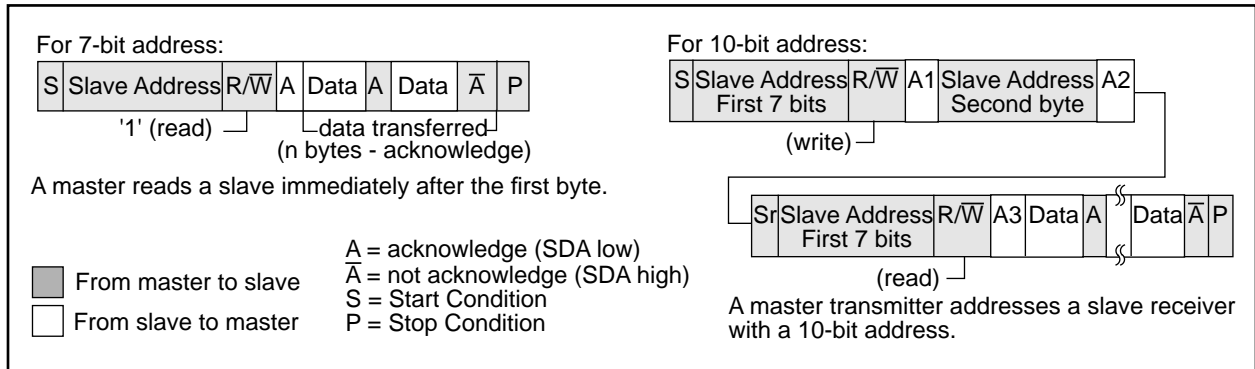 For 7-bit address:
S Slave Address R/W̅ A Data A Data A̅ P
'1' (read) data transferred
(n bytes - acknowledge)
A master reads a slave immediately after the first byte.
From master to slave
From slave to master
A = acknowledge (SDA low)
A̅ = not acknowledge (SDA high)
S = Start Condition
P = Stop Condition
For 10-bit address:
S Slave Address R/W̅ A1 Slave Address A2
First 7 bits Second byte
(write)
Sr Slave Address R/W̅ A3 Data A Data A̅ P
First 7 bits
(read)
A master transmitter addresses a slave receiver
with a 10-bit address.